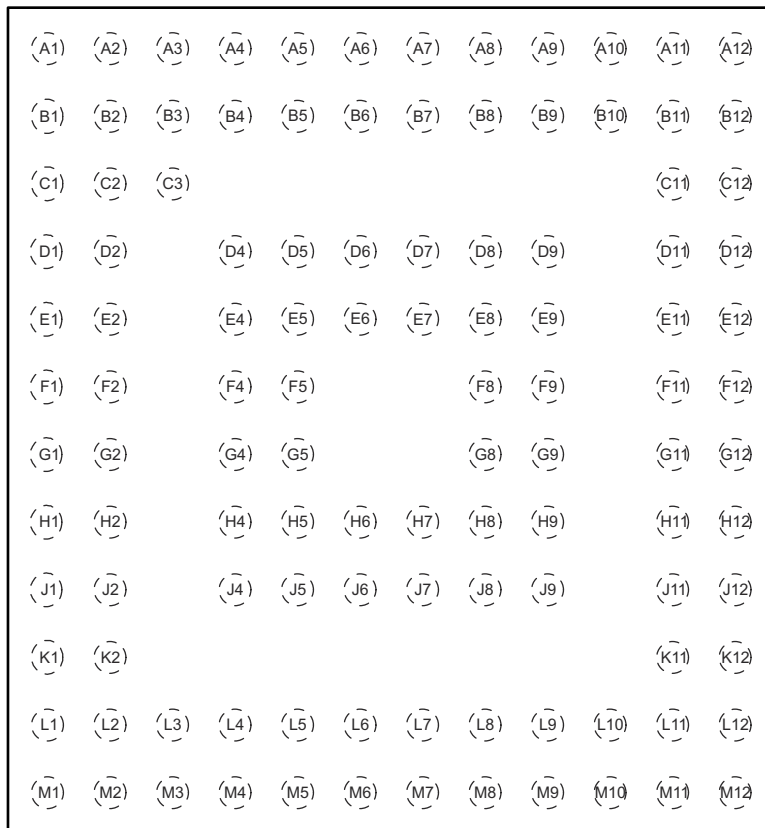 A1 A2 A3 A4 A5 A6 A7 A8 A9 A10 A11 A12
B1 B2 B3 B4 B5 B6 B7 B8 B9 B10 B11 B12
C1 C2 C3 C11 C12
D1 D2 D4 D5 D6 D7 D8 D9 D11 D12
E1 E2 E4 E5 E6 E7 E8 E9 E11 E12
F1 F2 F4 F5 F8 F9 F11 F12
G1 G2 G4 G5 G8 G9 G11 G12
H1 H2 H4 H5 H6 H7 H8 H9 H11 H12
J1 J2 J4 J5 J6 J7 J8 J9 J11 J12
K1 K2 K11 K12
L1 L2 L3 L4 L5 L6 L7 L8 L9 L10 L11 L12
M1 M2 M3 M4 M5 M6 M7 M8 M9 M10 M11 M12